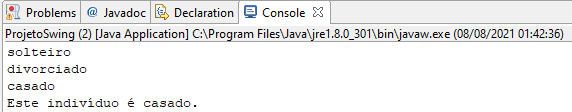 Problems @ Javadoc Declaration Console
ProjetoSwing (2) [Java Application] C:\Program Files\Java\jre1.8.0_301\bin\javaw.exe (08/08/2021 01:42:36)
solteiro
divorciado
casado
Este indivíduo é casado.